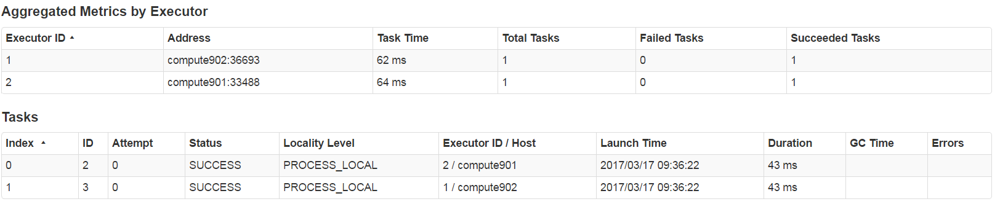 Aggregated Metrics by Executor
Executor ID ▲ Address Task Time Total Tasks Failed Tasks Succeeded Tasks
1 compute902:36693 62 ms 1 0 1
2 compute901:33488 64 ms 1 0 1
Tasks
Index ▲ ID Attempt Status Locality Level Executor ID / Host Launch Time Duration GC Time Errors
0 2 0 SUCCESS PROCESS_LOCAL 2 / compute901 2017/03/17 09:36:22 43 ms
1 3 0 SUCCESS PROCESS_LOCAL 1 / compute902 2017/03/17 09:36:22 43 ms